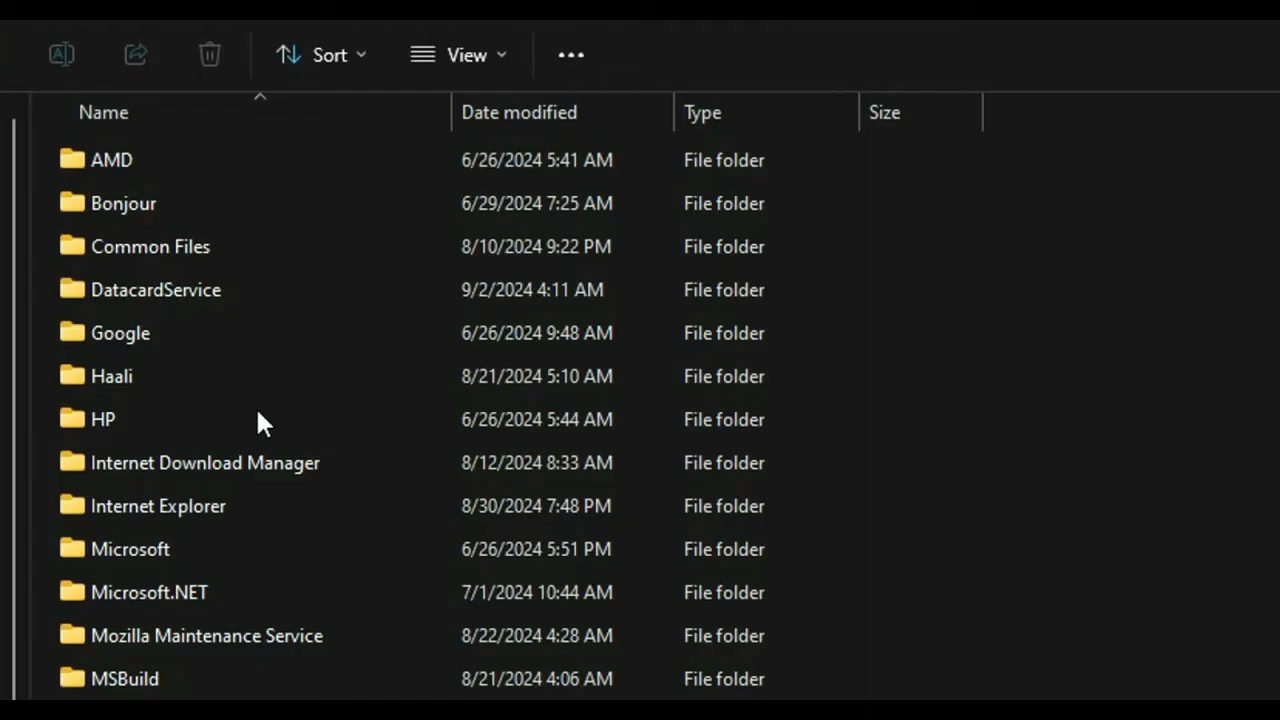 Sort View
Name Date modified Type Size
AMD 6/26/2024 5:41 AM File folder
Bonjour 6/29/2024 7:25 AM File folder
Common Files 8/10/2024 9:22 PM File folder
DatacardService 9/2/2024 4:11 AM File folder
Google 6/26/2024 9:48 AM File folder
Haali 8/21/2024 5:10 AM File folder
HP 6/26/2024 5:44 AM File folder
Internet Download Manager 8/12/2024 8:33 AM File folder
Internet Explorer 8/30/2024 7:48 PM File folder
Microsoft 6/26/2024 5:51 PM File folder
Microsoft.NET 7/1/2024 10:44 AM File folder
Mozilla Maintenance Service 8/22/2024 4:28 AM File folder
MSBuild 8/21/2024 4:06 AM File folder